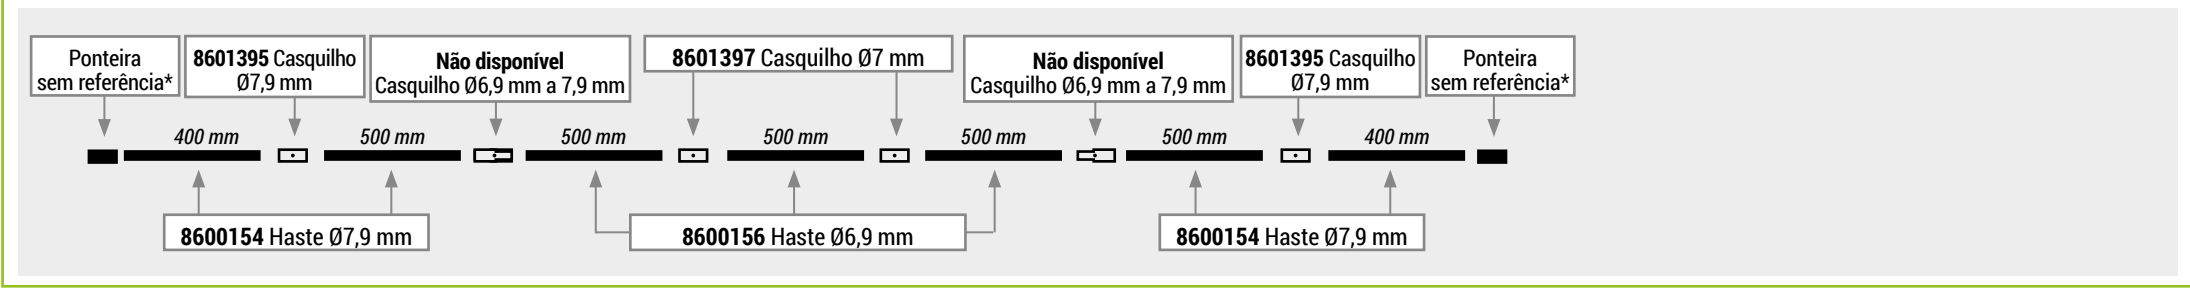 Ponteira
sem referência*
8601395 Casquilho
Ø7,9 mm
Não disponível
Casquilho Ø6,9 mm a 7,9 mm
8601397 Casquilho Ø7 mm
Não disponível
Casquilho Ø6,9 mm a 7,9 mm
8601395 Casquilho
Ø7,9 mm
Ponteira
sem referência*
400 mm
500 mm
500 mm
500 mm
500 mm
500 mm
400 mm
8600154 Haste Ø7,9 mm
8600156 Haste Ø6,9 mm
8600154 Haste Ø7,9 mm